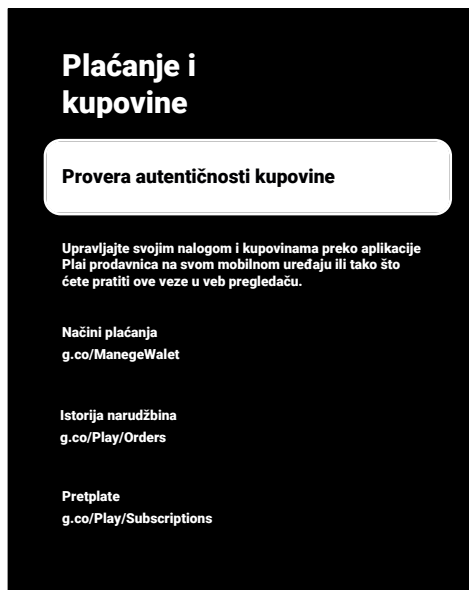 Plaćanje i
kupovine
Provera autentičnosti kupovine
Upravljajte svojim nalogom i kupovinama preko aplikacije
Plai prodavnica na svom mobilnom uređaju ili tako što
ćete pratiti ove veze u veb pregledaču.
Načini plaćanja
g.co/ManegeWalet
Istorija narudžbina
g.co/Play/Orders
Pretplate
g.co/Play/Subscriptions